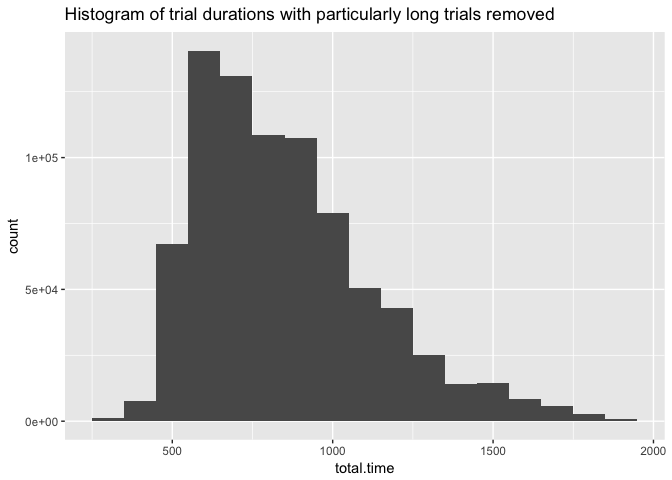 Histogram of trial durations with particularly long trials removed
1e+05
5e+04
0e+00
count
500
1000
1500
2000
total.time